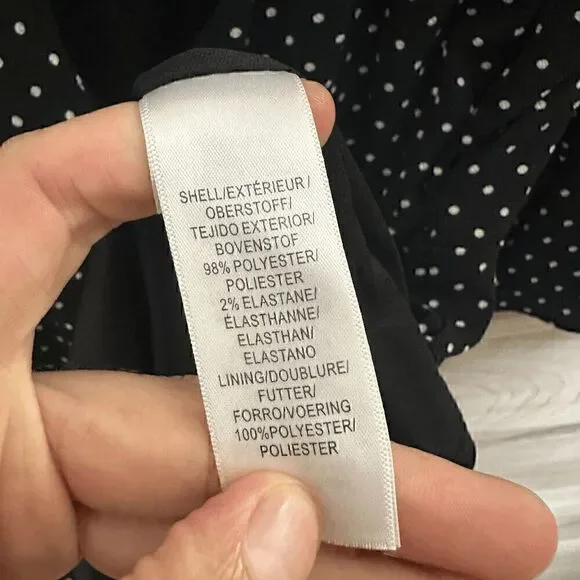 SHELL/EXTÉRIEUR/
OBERSTOFF/
TEJIDO EXTERIOR/
BOVENSTOF
98% POLYESTER/
POLIESTER
2% ELASTANE/
ÉLASTHANNE/
ELASTHAN/
ELASTANO
LINING/DOUBLURE/
FUTTER/
FORRO/VOERING
100%POLYESTER/
POLIESTER